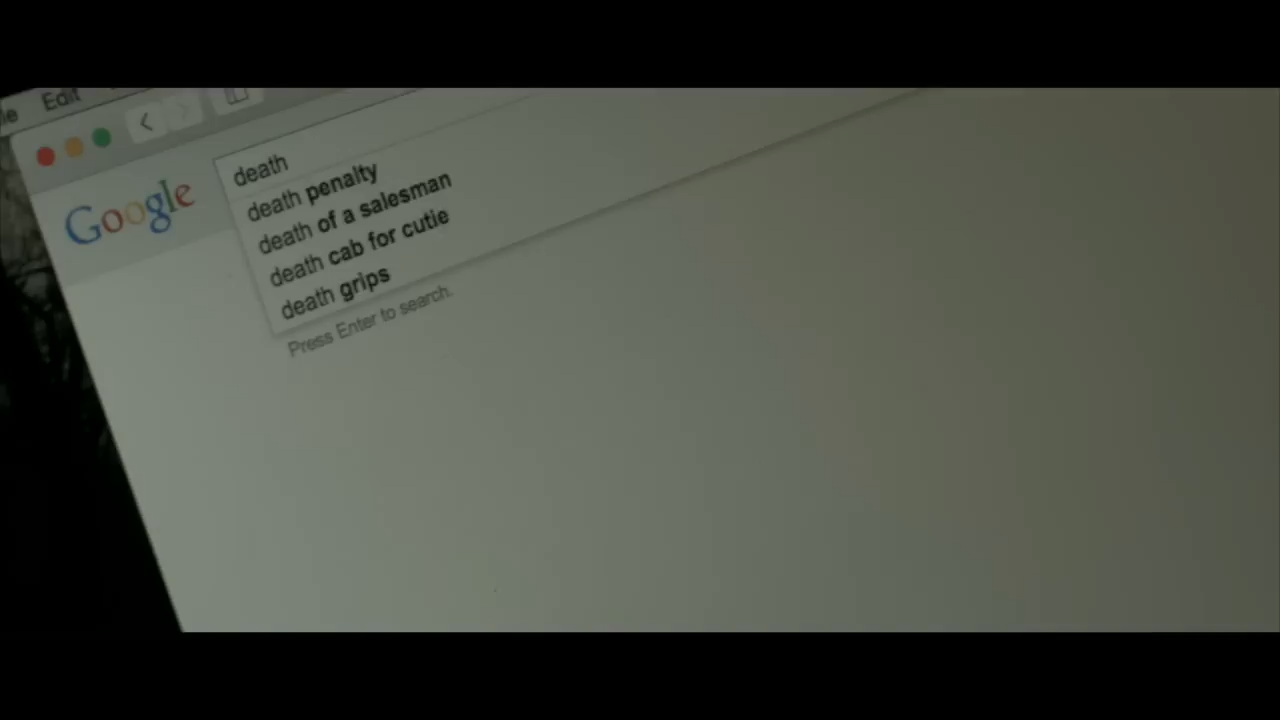 Edit
Google
death
death penalty
death of a salesman
death cab for cutie
death grips
Press Enter to search.